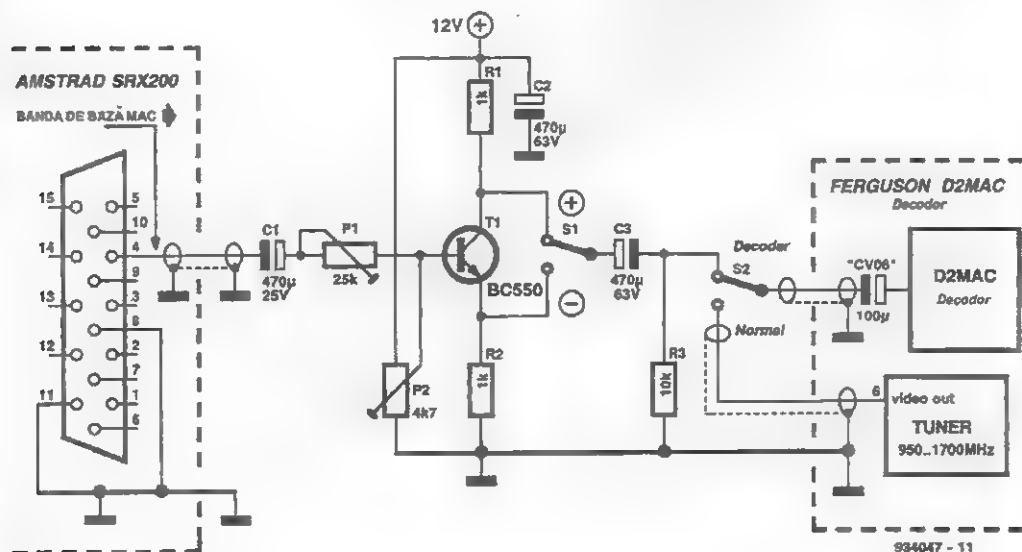 12V
AMSTRAD SRX200
BANDA DE BAZĂ MAC
R1
1k
C2
470µ
63V
15
5
10
14
4
9
13
3
8
12
2
7
11
1
6
C1
470µ
25V
P1
25k
T1
BC550
S1
C3
470µ
63V
P2
4k7
R2
1k
R3
10k
Decoder
S2
Normal
FERGUSON D2MAC
Decodor
"CV06"
100µ
D2MAC
Decodor
6
video out
TUNER
950...1700MHz
934047 - 11